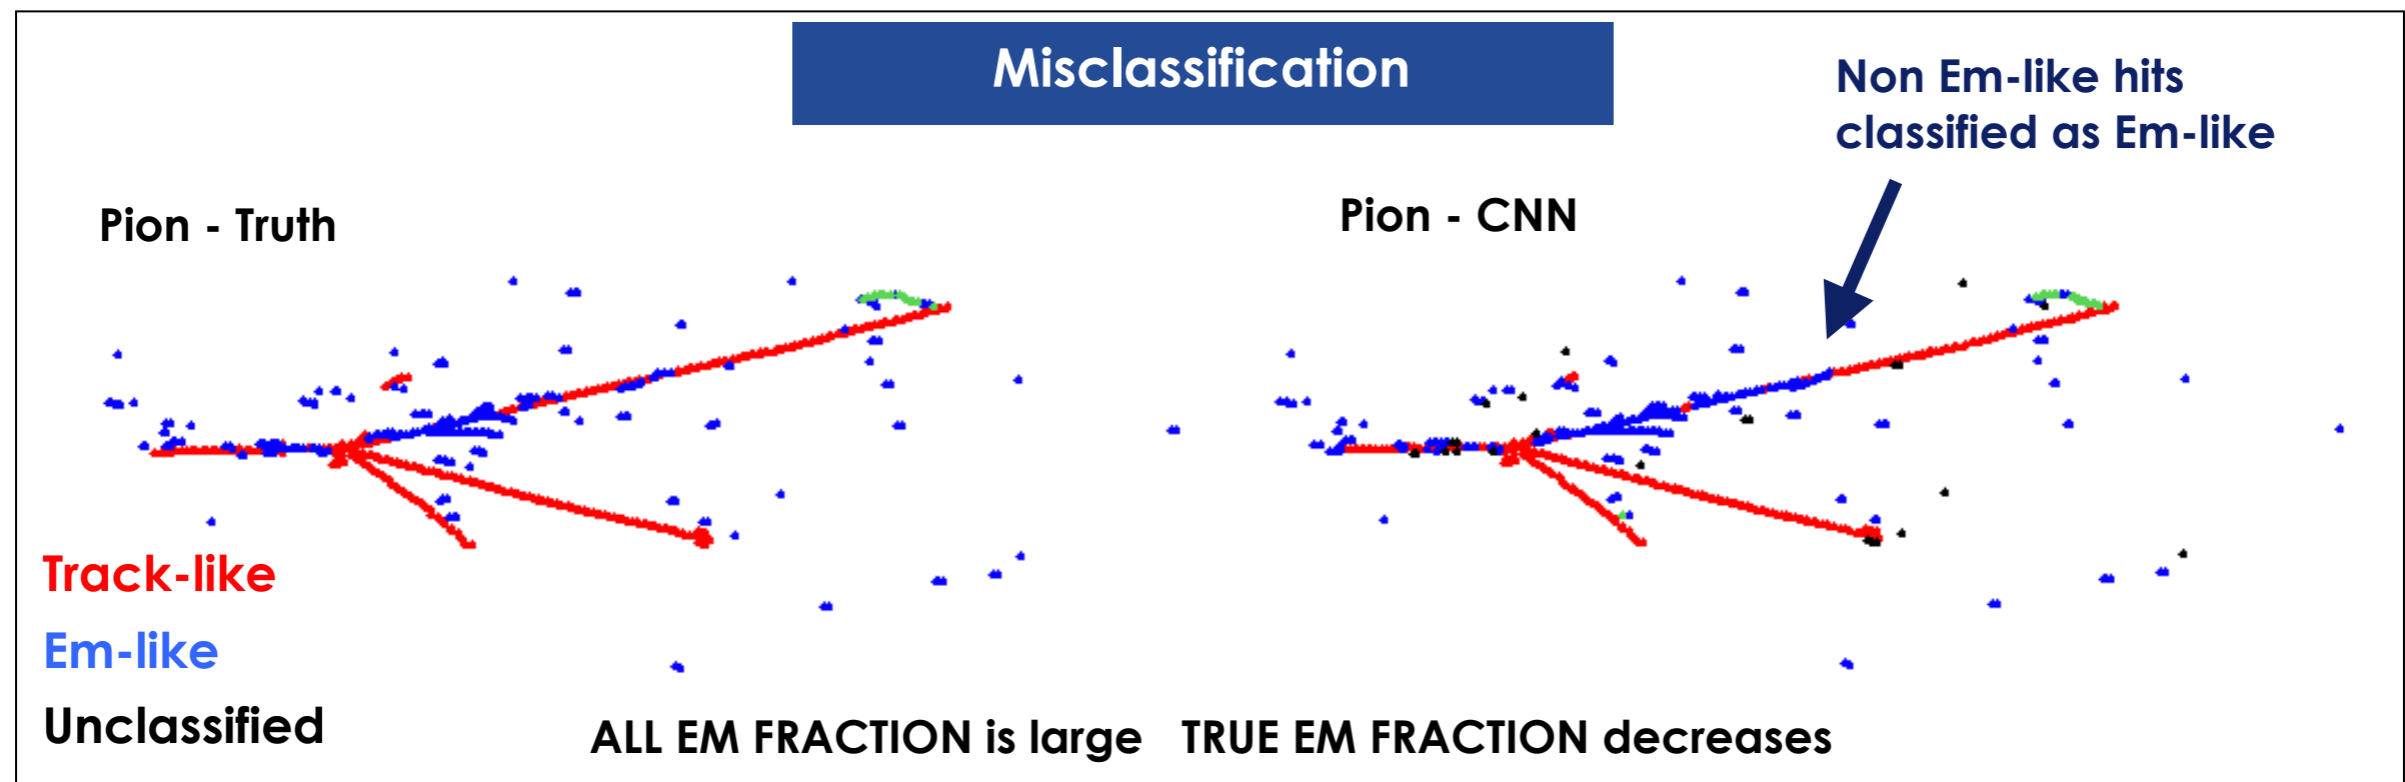 Misclassification
Non Em-like hits
classified as Em-like
Pion - Truth
Pion - CNN
Track-like
Em-like
Unclassified
ALL EM FRACTION is large TRUE EM FRACTION decreases